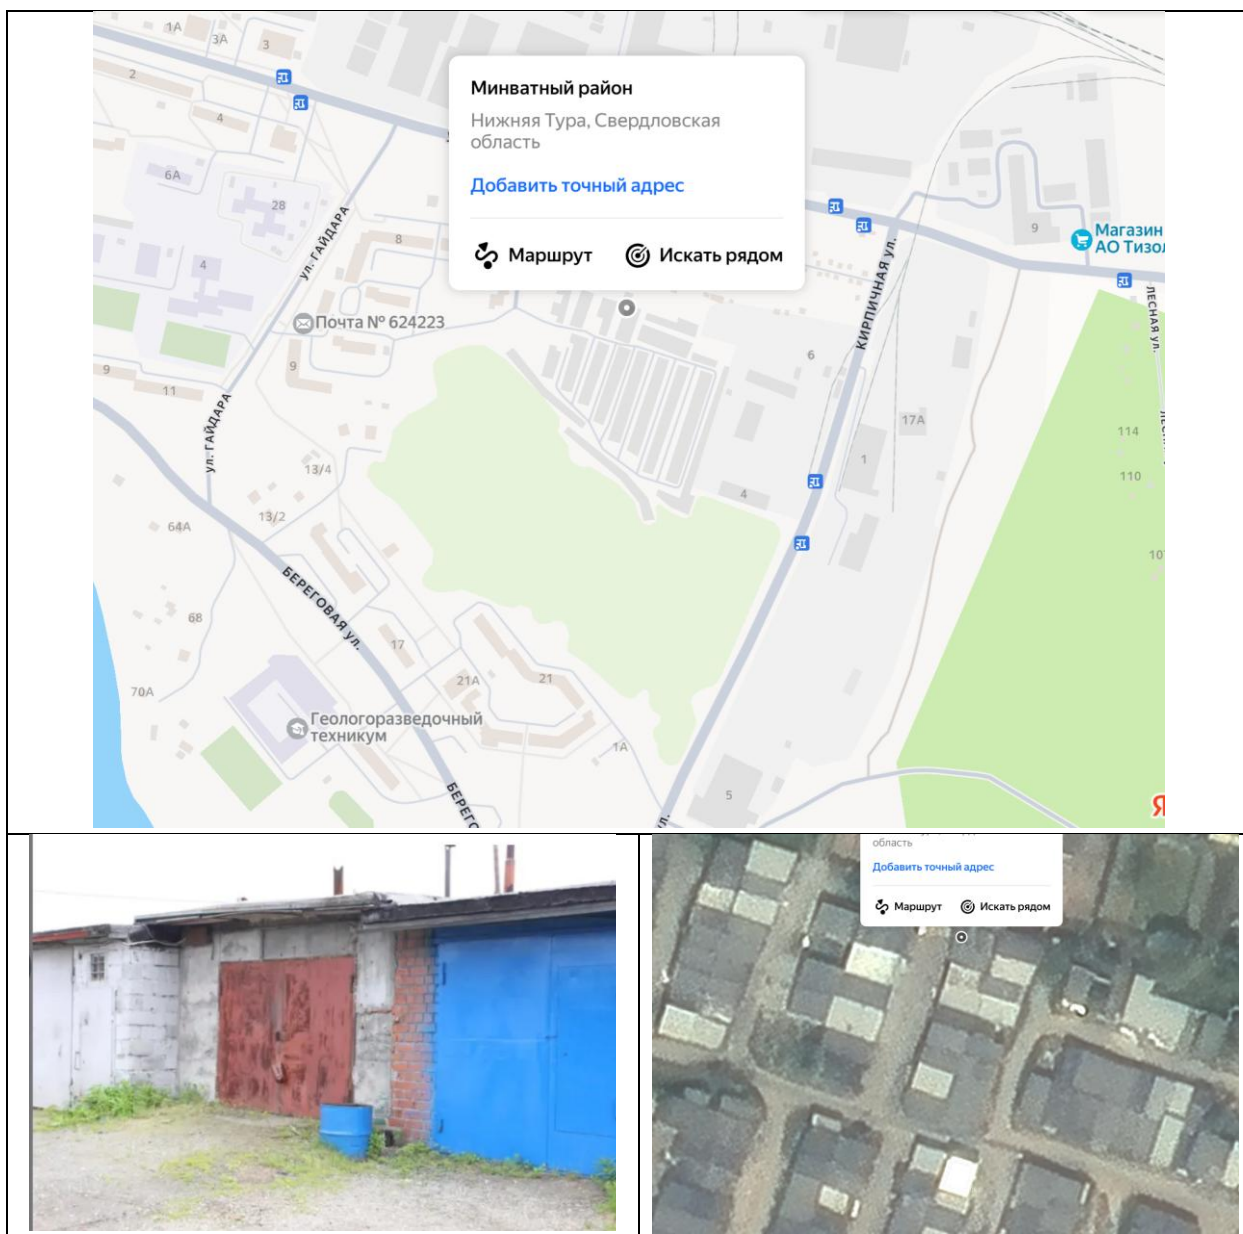 1А
3А
3
2
4
Минватный район
Нижняя Тура, Свердловская
область
Добавить точный адрес
Маршрут
Искать рядом
6А
28
4
8
ул. ГАЙДАРА
Почта № 624223
9
9
11
ул. ГАЙДАРА
13/4
13/2
64А
БЕРЕГОВАЯ ул.
68
17
70А
21А
21
Геологоразведочный
техникум
1А
5
4
6
1
17А
КИРПИЧНАЯ ул.
9
Магазин
АО Тизол
ЛЕСНАЯ ул.
114
110
область
Добавить точный адрес
Маршрут
Искать рядом